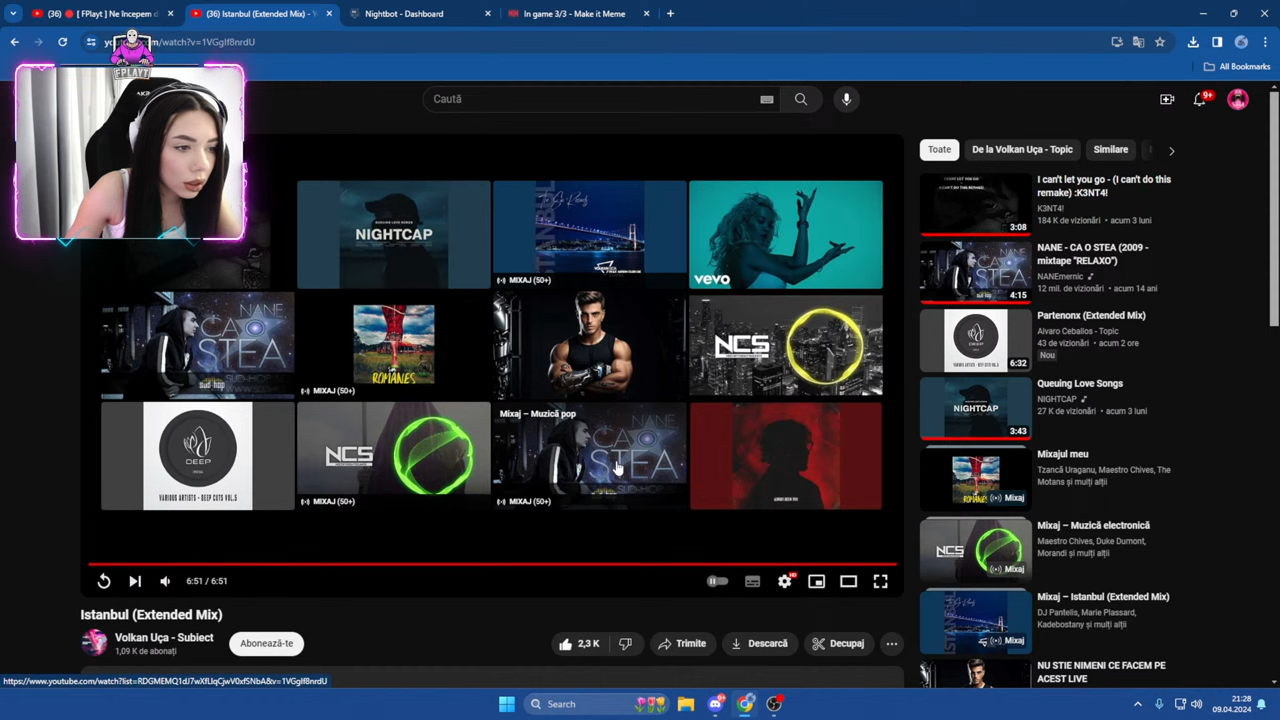 (36) [ FPlayt ] Ne Incepem d
(36) Istanbul (Extended Mix) - Y
Nightbot - Dashboard
In game 3/3 - Make it Meme
/watch?v=1VGglf8nrdU
All Bookmarks
FPLAYT
Caută
9+
Toate
De la Volkan Uça - Topic
Similare
NIGHTCAP
MIXAJ (50+)
vevo
NANE
CA O STEA
MIXAJ (50+)
ROMÂNES
NCS
DEEP
VARIOUS ARTISTS - DEEP CUTS VOL.5
NCS
MIXAJ (50+)
Mixaj – Muzică pop
MIXAJ (50+)
I can't let you go - (I can't do this
remake) :K3NT4!
K3NT4!
184 K de vizionări • acum 3 luni
3:08
NANE - CA O STEA (2009 -
mixtape "RELAXO")
NANEmernic
12 mil. de vizionări • acum 14 ani
4:15
Partenonx (Extended Mix)
Alvaro Ceballos - Topic
43 de vizionări • acum 2 ore
Nou
6:32
Queuing Love Songs
NIGHTCAP
27 K de vizionări • acum 3 luni
3:43
Mixajul meu
Tzancă Uraganu, Maestro Chives, The
Motans și mulți alții
Mixaj
Mixaj – Muzică electronică
Maestro Chives, Duke Dumont,
Morandi și mulți alții
Mixaj
Mixaj – Istanbul (Extended Mix)
DJ Pantelis, Marie Plassard,
Kadebostany și mulți alții
Mixaj
NU STIE NIMENI CE FACEM PE
ACEST LIVE
6:51 / 6:51
HD
Istanbul (Extended Mix)
Volkan Uça - Subiect
1,09 K de abonați
Abonează-te
2,3 K
Trimite
Descarcă
Decupaj
https://www.youtube.com/watch?list=RDGMEMQ1dJ7wXfLlqCjwV0xfSNbA&v=1VGglf8nrdU
Search
21:28
09.04.2024